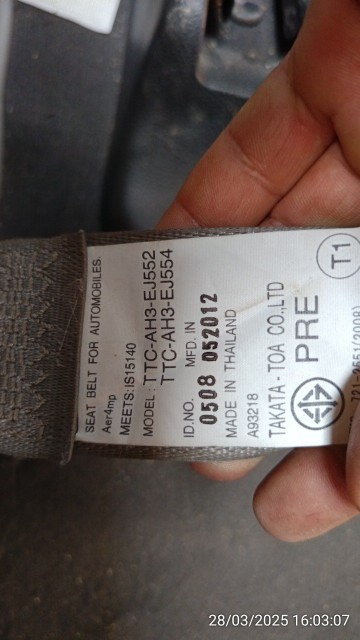 SEAT BELT FOR AUTOMOBILES.
Aer4mp
MEETS:IS15140
MODEL : TTC-AH3-EJ552
TTC-AH3-EJ554
ID.NO. MFD. IN
0508 052012
MADE IN THAILAND
A93218
TAKATA-TOA CO.,LTD
PRE
T1
28/03/2025 16:03:07